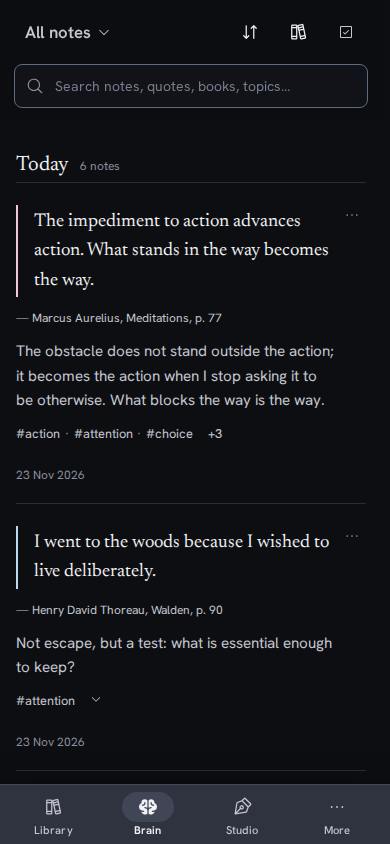 All notes
Search notes, quotes, books, topics...
Today 6 notes
The impediment to action advances
action. What stands in the way becomes
the way.
— Marcus Aurelius, Meditations, p. 77
The obstacle does not stand outside the action;
it becomes the action when I stop asking it to
be otherwise. What blocks the way is the way.
#action · #attention · #choice +3
23 Nov 2026
I went to the woods because I wished to
live deliberately.
— Henry David Thoreau, Walden, p. 90
Not escape, but a test: what is essential enough
to keep?
#attention
23 Nov 2026
Library Brain Studio More